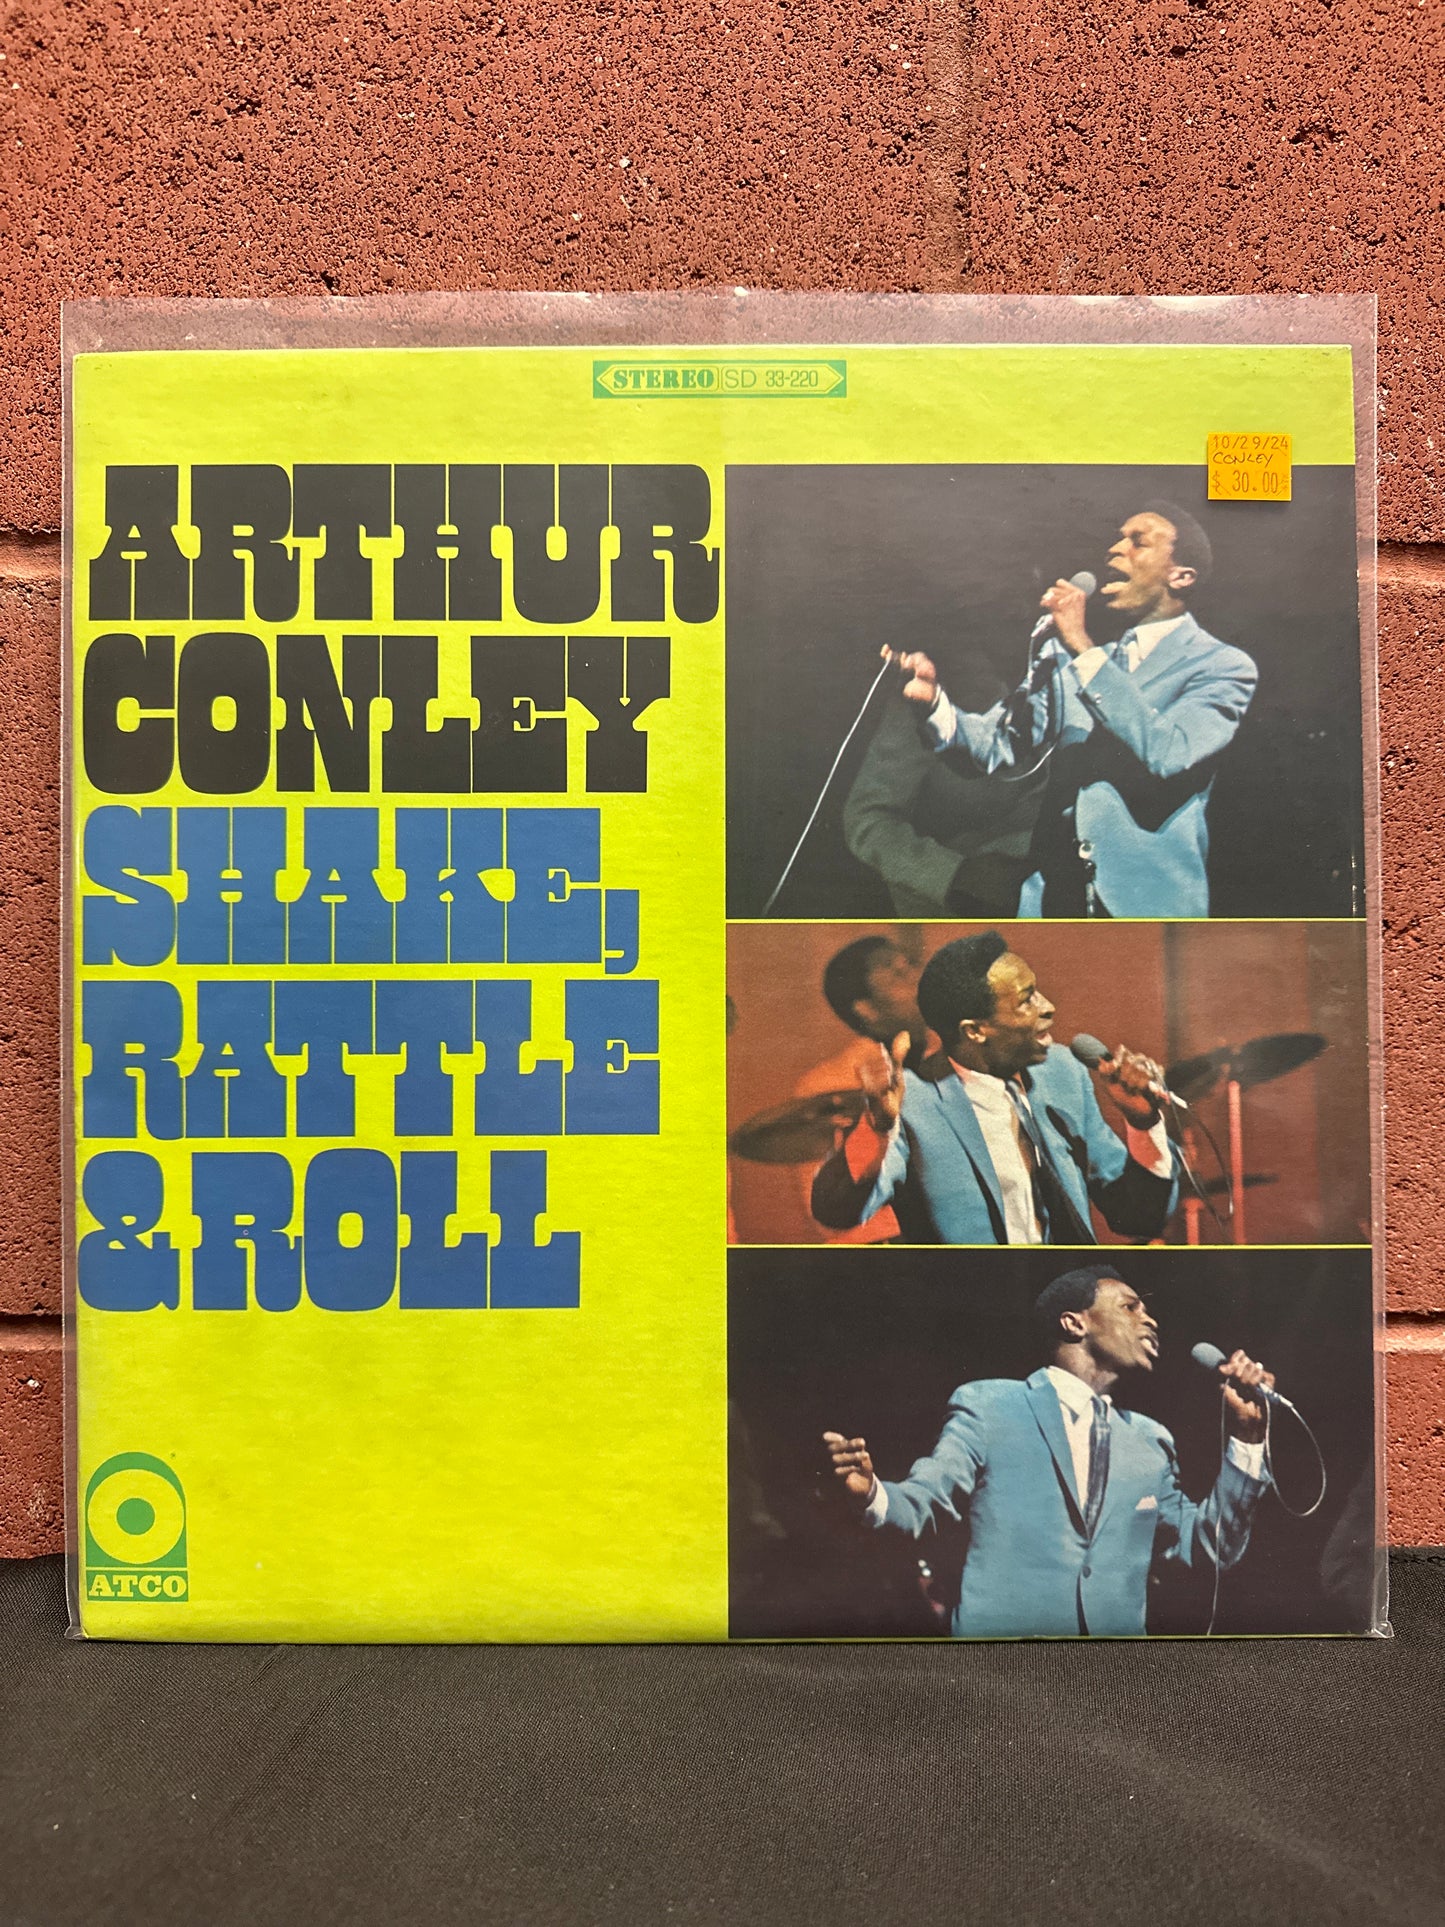 STEREO SD 33-220
10/29/24
CONLEY
$ 30.00
ARTHUR
CONLEY
SHAKE,
RATTLE
& ROLL
ATCO